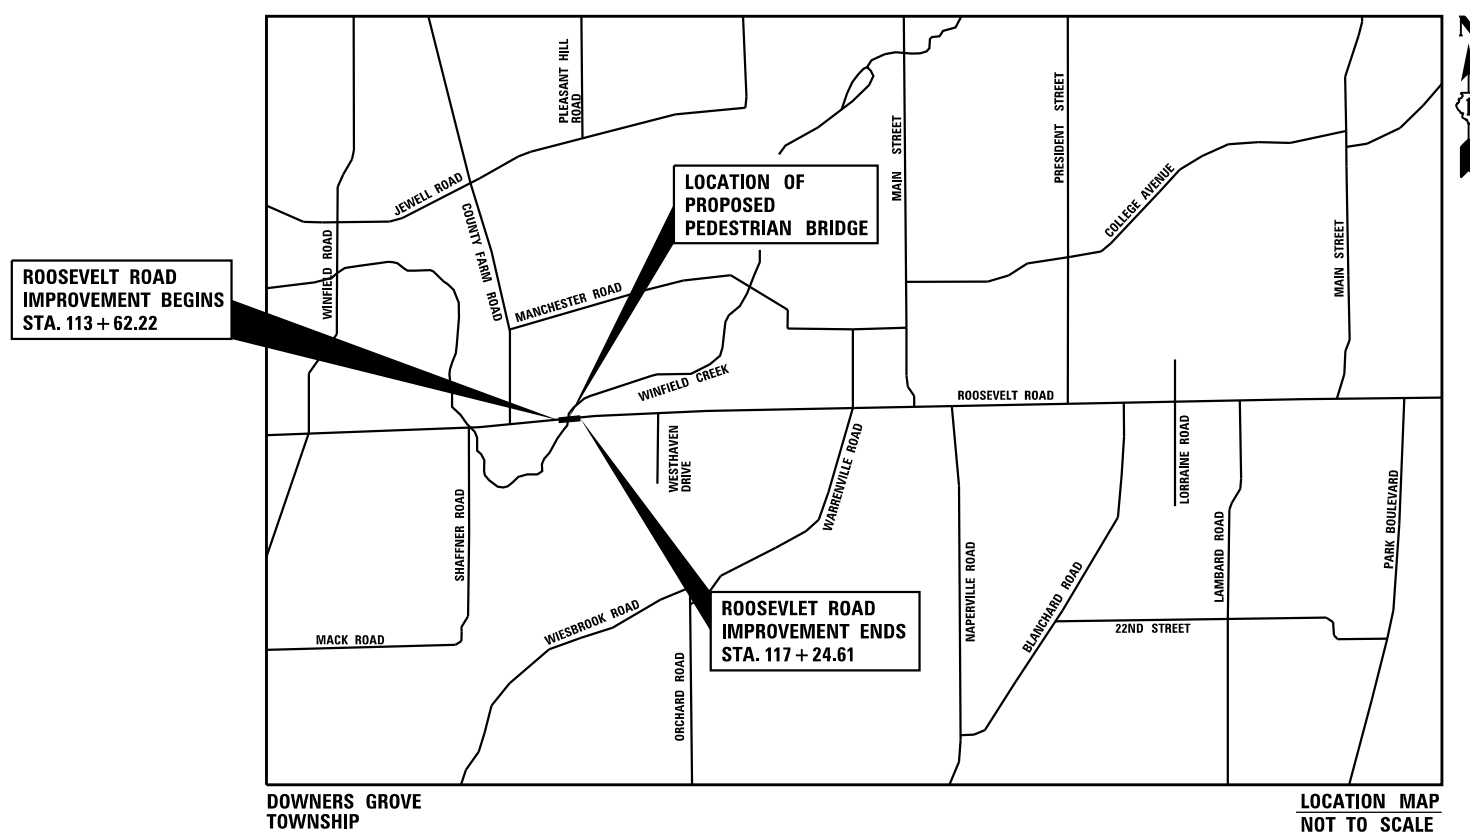 N
PLEASANT HILL
ROAD
MAIN STREET
PRESIDENT STREET
COLLEGE AVENUE
MAIN STREET
JEWELL ROAD
COUNTY FARM ROAD
WINFIELD ROAD
LOCATION OF
PROPOSED
PEDESTRIAN BRIDGE
ROOSEVELT ROAD
IMPROVEMENT BEGINS
STA. 113 + 62.22
MANCHESTER ROAD
WINFIELD CREEK
ROOSEVELT ROAD
WESTHAVEN
DRIVE
WARRENVILLE ROAD
LORRAINE ROAD
SHAFFNER ROAD
NAPERVILLE ROAD
BLANCHARD ROAD
LAMBARD ROAD
PARK BOULEVARD
MACK ROAD
WIESBROOK ROAD
ORCHARD ROAD
ROOSEVLET ROAD
IMPROVEMENT ENDS
STA. 117 + 24.61
22ND STREET
DOWNERS GROVE
TOWNSHIP
LOCATION MAP
NOT TO SCALE